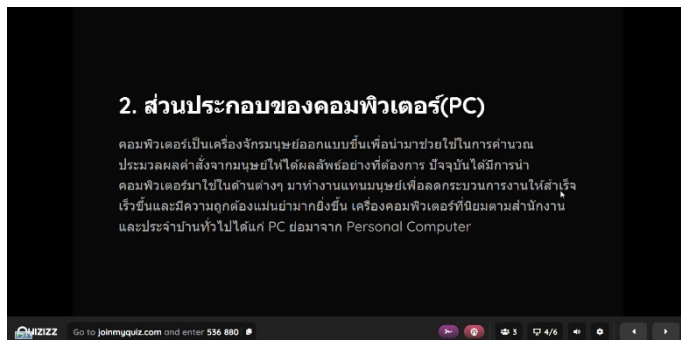 2. ส่วนประกอบของคอมพิวเตอร์(PC)
คอมพิวเตอร์เป็นเครื่องจักรมนุษย์ออกแบบขึ้นเพื่อนำมาช่วยใช้ในการคำนวณ
ประมวลผลคำสั่งจากมนุษย์ให้ได้ผลลัพธ์อย่างที่ต้องการ ปัจจุบันได้มีการนำ
คอมพิวเตอร์มาใช้ในด้านต่างๆ มาทำงานแทนมนุษย์เพื่อลดกระบวนการงานให้สำเร็จ
เร็วขึ้นและมีความถูกต้องแม่นยำมากยิ่งขึ้น เครื่องคอมพิวเตอร์ที่นิยมตามสำนักงาน
และประจำบ้านทั่วไปได้แก่ PC ย่อมาจาก Personal Computer
QUIZIZZ Go to joinmyquiz.com and enter 536 880 3 4/6